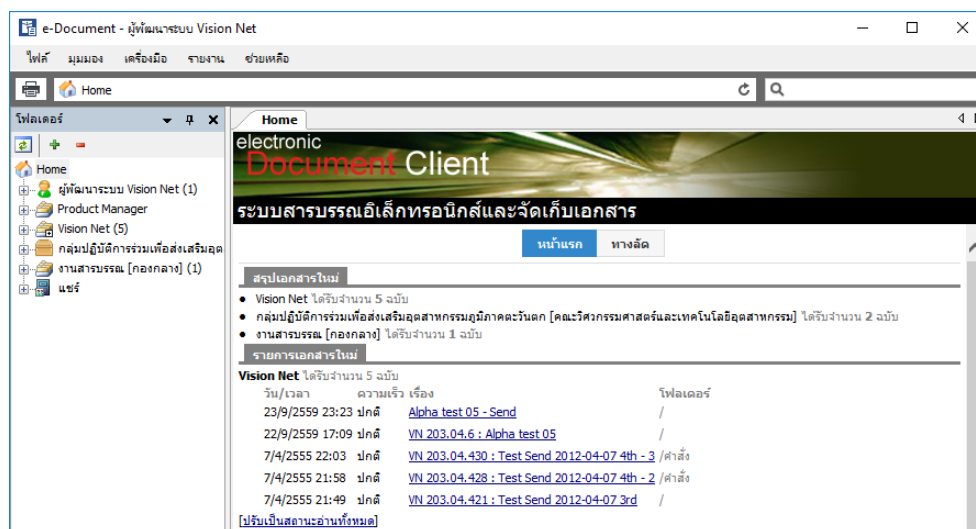 e-Document - ผู้พัฒนาระบบ Vision Net
ไฟล์ มุมมอง เครื่องมือ รายงาน ช่วยเหลือ
Home
โฟลเดอร์
Home
ผู้พัฒนาระบบ Vision Net (1)
Product Manager
Vision Net (5)
กลุ่มปฏิบัติการร่วมเพื่อส่งเสริมอุต
งานสารบรรณ [กองกลาง] (1)
แชร์
Home
electronic
Document Client
ระบบสารบรรณอิเล็กทรอนิกส์และจัดเก็บเอกสาร
หน้าแรก ทางลัด
สรุปเอกสารใหม่
Vision Net ได้รับจำนวน 5 ฉบับ
กลุ่มปฏิบัติการร่วมเพื่อส่งเสริมอุตสาหกรรมภูมิภาคตะวันตก [คณะวิศวกรรมศาสตร์และเทคโนโลยีอุตสาหกรรม] ได้รับจำนวน 2 ฉบับ
งานสารบรรณ [กองกลาง] ได้รับจำนวน 1 ฉบับ
รายการเอกสารใหม่
Vision Net ได้รับจำนวน 5 ฉบับ
วัน/เวลา ความเร็ว เรื่อง โฟลเดอร์
23/9/2559 23:23 ปกติ Alpha test 05 - Send /
22/9/2559 17:09 ปกติ VN 203.04.6 : Alpha test 05 /
7/4/2555 22:03 ปกติ VN 203.04.430 : Test Send 2012-04-07 4th - 3 /คำสั่ง
7/4/2555 21:58 ปกติ VN 203.04.428 : Test Send 2012-04-07 4th - 2 /คำสั่ง
7/4/2555 21:49 ปกติ VN 203.04.421 : Test Send 2012-04-07 3rd /
[ปรับเป็นสถานะอ่านทั้งหมด]